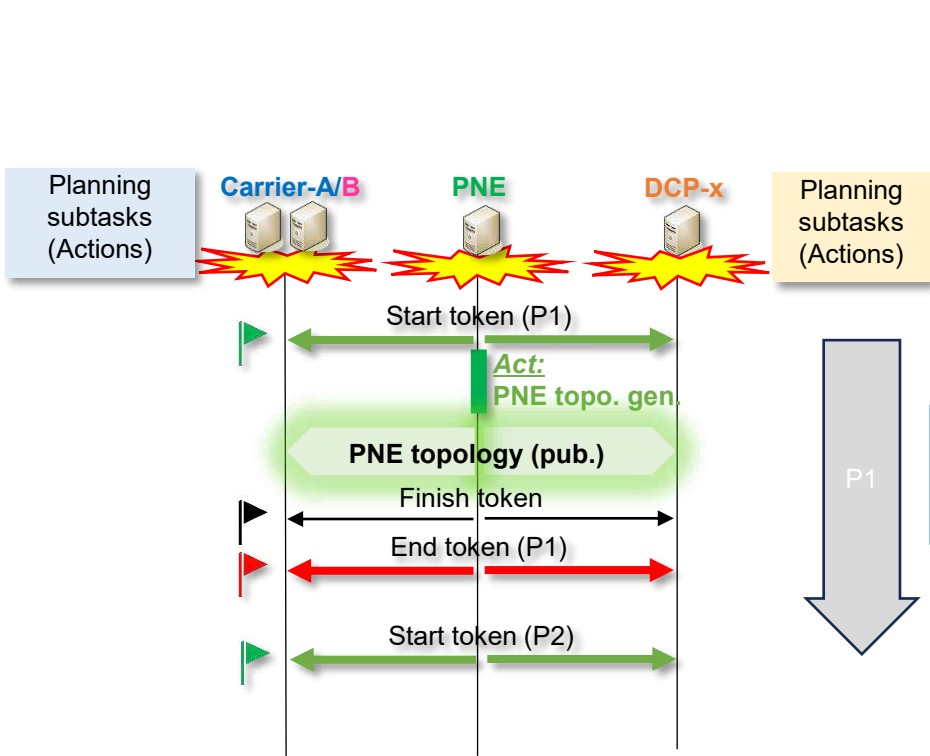 Planning
subtasks
(Actions)
Carrier-A/B
PNE
DCP-x
Planning
subtasks
(Actions)
Start token (P1)
Act:
PNE topo. gen.
PNE topology (pub.)
P1
Finish token
End token (P1)
Start token (P2)